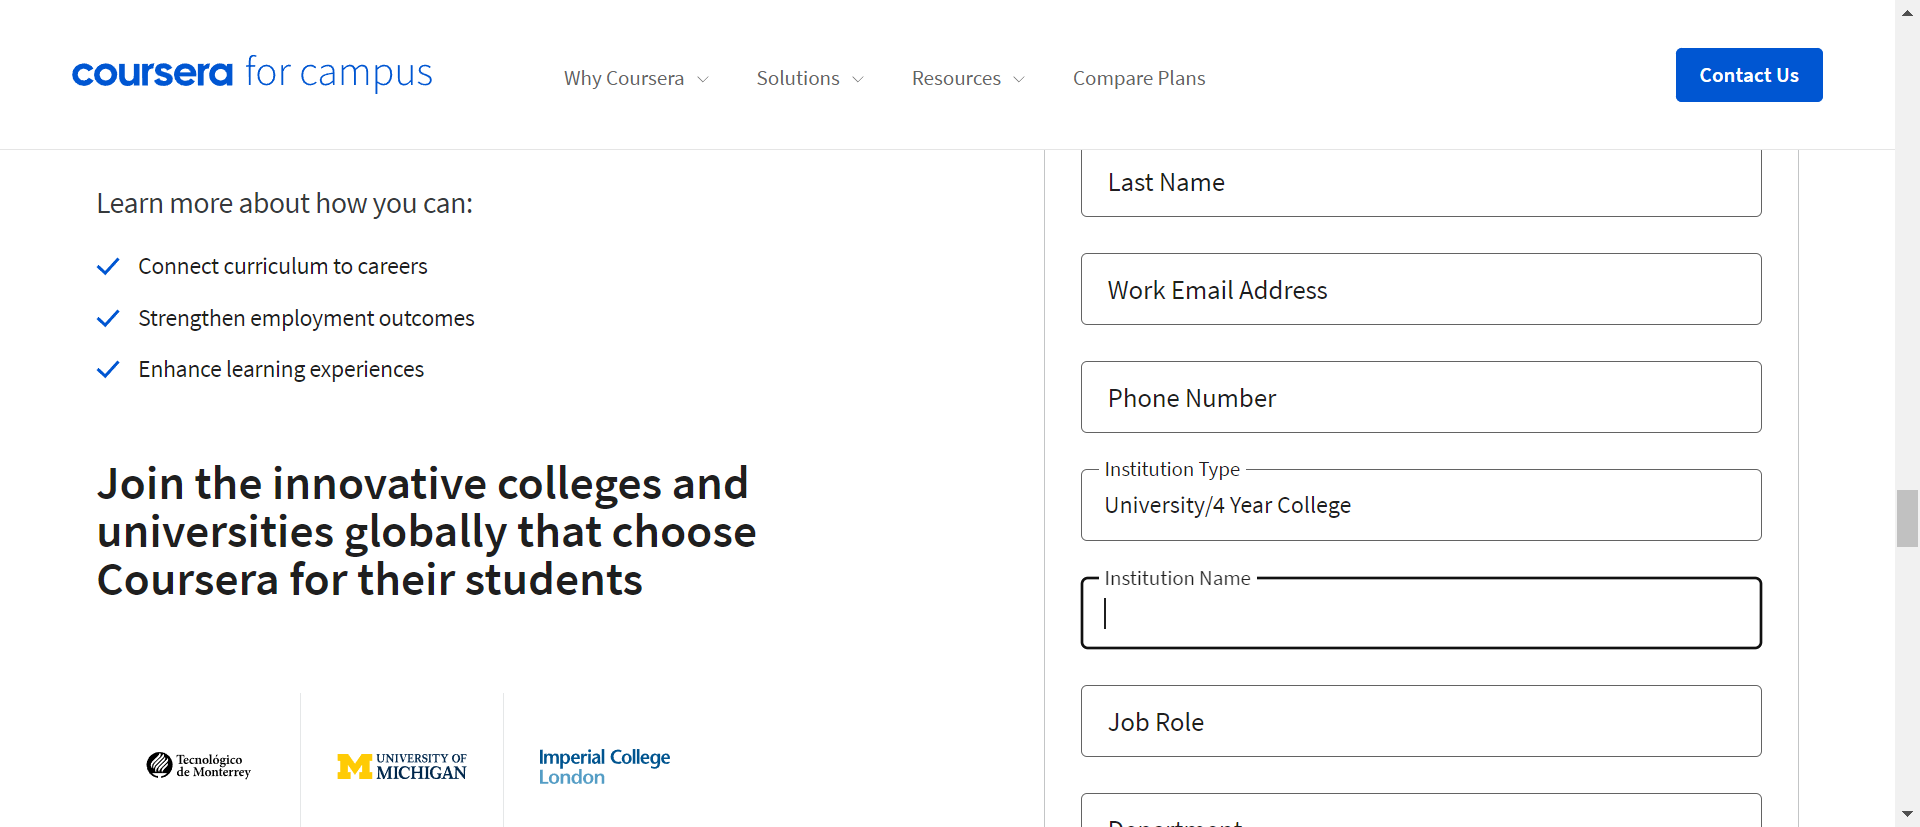 coursera for campus
Why Coursera
Solutions
Resources
Compare Plans
Contact Us
Learn more about how you can:
Connect curriculum to careers
Strengthen employment outcomes
Enhance learning experiences
Join the innovative colleges and
universities globally that choose
Coursera for their students
Tecnológico
de Monterrey
M UNIVERSITY OF
MICHIGAN
Imperial College
London
Last Name
Work Email Address
Phone Number
Institution Type
University/4 Year College
Institution Name
Job Role
Department